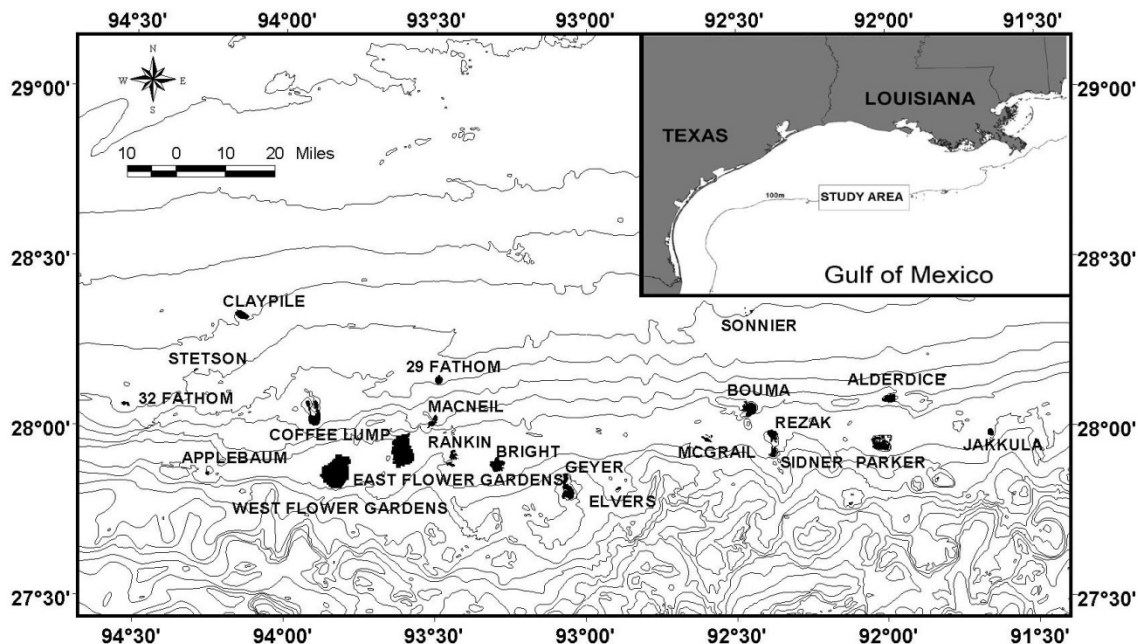 94°30' 94°00' 93°30' 93°00' 92°30' 92°00' 91°30'
29°00' 29°00'
N
W E
S
10 0 10 20 Miles
LOUISIANA
TEXAS
100m
STUDY AREA
Gulf of Mexico
28°30' 28°30'
CLAYPILE
SONNIER
STETSON
29 FATHOM
BOUMA
ALDERDICE
32 FATHOM
MACNEIL
REZAK
28°00' 28°00'
COFFEE LUMP
RANKIN
BRIGHT
MCGRAIL
JAKKULA
APPLEBAUM
GEYER
SIDNER
PARKER
EAST FLOWER GARDENS
ELVERS
WEST FLOWER GARDENS
27°30' 27°30'
94°30' 94°00' 93°30' 93°00' 92°30' 92°00' 91°30'